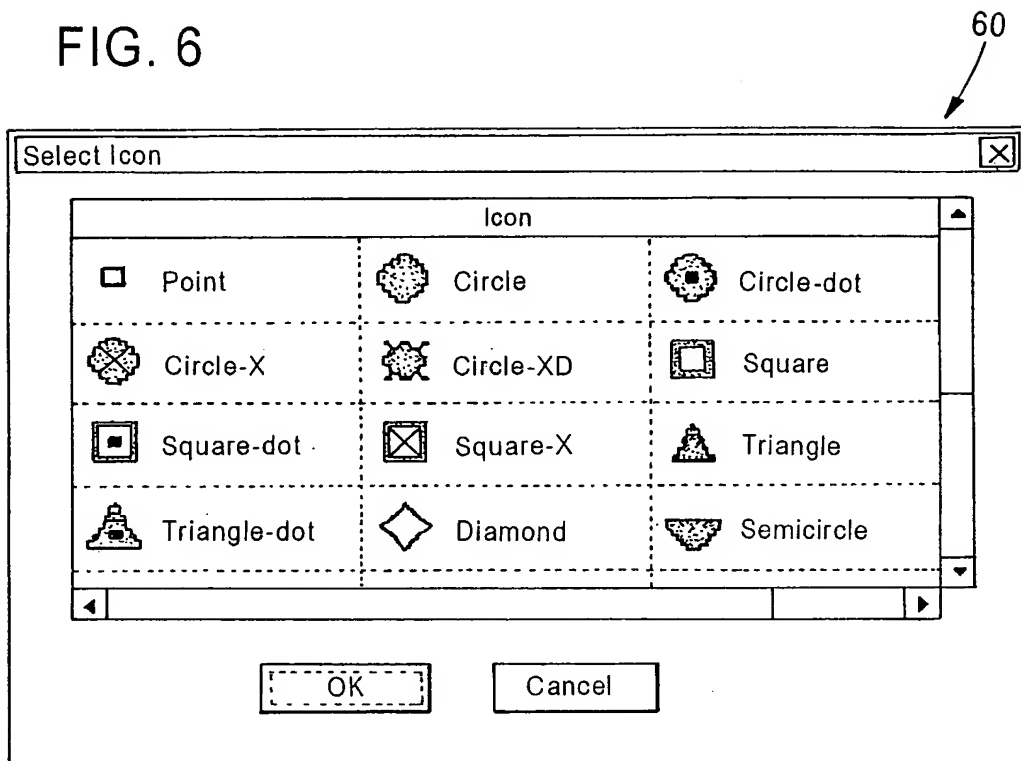 FIG. 6
60
Select Icon
Icon
Point
Circle
Circle-dot
Circle-X
Circle-XD
Square
Square-dot
Square-X
Triangle
Triangle-dot
Diamond
Semicircle
OK
Cancel